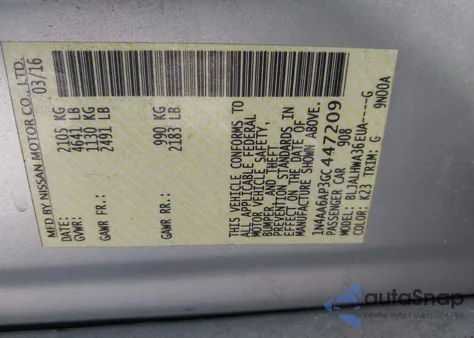 MFD BY NISSAN MOTOR CO., LTD.
03/16
GVWR: 2105 KG
4641 LB
GAWR FR: 1130 KG
2491 LB
GAWR RR: 990 KG
2183 LB
THIS VEHICLE CONFORMS TO
ALL APPLICABLE FEDERAL
MOTOR VEHICLE SAFETY,
BUMPER, AND THEFT
PREVENTION STANDARDS IN
EFFECT ON THE DATE OF
MANUFACTURE SHOWN ABOVE.
1N4AA6AP3GC447209
PASSENGER CAR 908
MODEL: BLJALHWA36EUA----G
COLOR: K23 TRIM: G 9N00A
autoSnap